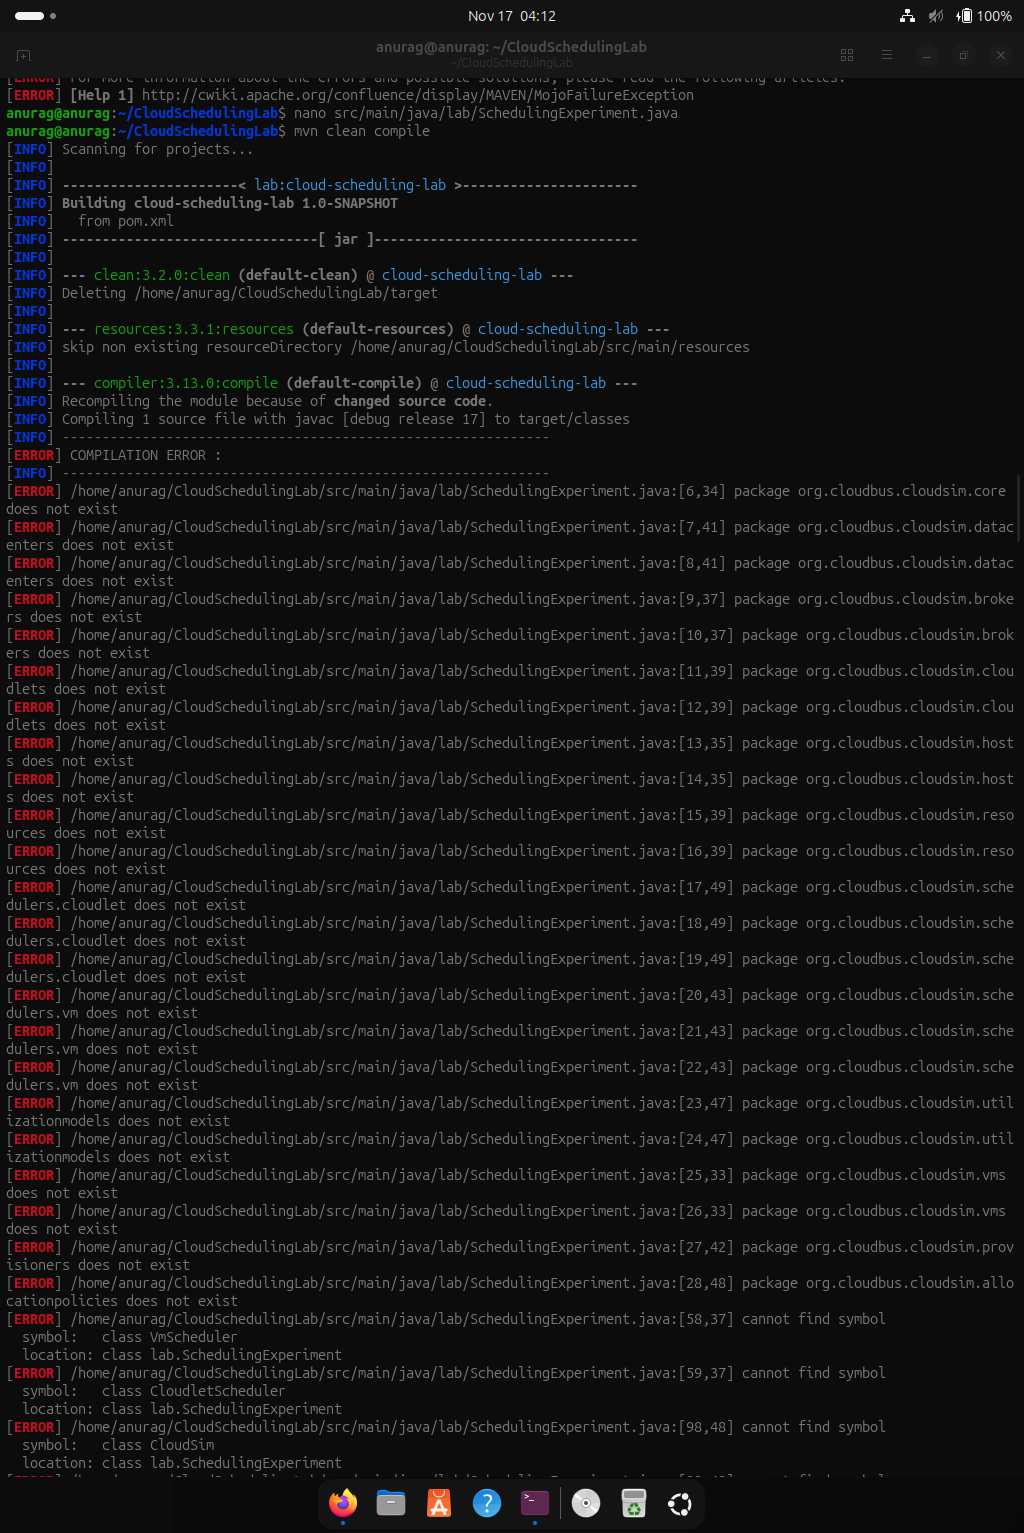 Nov 17 04:12
100%
anurag@anurag: ~/CloudSchedulingLab
~/CloudSchedulingLab
[ERROR] For more information about the errors and possible solutions, please read the following articles:
[ERROR] [Help 1] http://cwiki.apache.org/confluence/display/MAVEN/MojoFailureException
anurag@anurag:~/CloudSchedulingLab$ nano src/main/java/lab/SchedulingExperiment.java
anurag@anurag:~/CloudSchedulingLab$ mvn clean compile
[INFO] Scanning for projects...
[INFO]
[INFO] ----------------------< lab:cloud-scheduling-lab >----------------------
[INFO] Building cloud-scheduling-lab 1.0-SNAPSHOT
[INFO]   from pom.xml
[INFO] --------------------------------[ jar ]---------------------------------
[INFO]
[INFO] --- clean:3.2.0:clean (default-clean) @ cloud-scheduling-lab ---
[INFO] Deleting /home/anurag/CloudSchedulingLab/target
[INFO]
[INFO] --- resources:3.3.1:resources (default-resources) @ cloud-scheduling-lab ---
[INFO] skip non existing resourceDirectory /home/anurag/CloudSchedulingLab/src/main/resources
[INFO]
[INFO] --- compiler:3.13.0:compile (default-compile) @ cloud-scheduling-lab ---
[INFO] Recompiling the module because of changed source code.
[INFO] Compiling 1 source file with javac [debug release 17] to target/classes
[INFO] -------------------------------------------------------------
[ERROR] COMPILATION ERROR :
[INFO] -------------------------------------------------------------
[ERROR] /home/anurag/CloudSchedulingLab/src/main/java/lab/SchedulingExperiment.java:[6,34] package org.cloudbus.cloudsim.core
does not exist
[ERROR] /home/anurag/CloudSchedulingLab/src/main/java/lab/SchedulingExperiment.java:[7,41] package org.cloudbus.cloudsim.datac
enters does not exist
[ERROR] /home/anurag/CloudSchedulingLab/src/main/java/lab/SchedulingExperiment.java:[8,41] package org.cloudbus.cloudsim.datac
enters does not exist
[ERROR] /home/anurag/CloudSchedulingLab/src/main/java/lab/SchedulingExperiment.java:[9,37] package org.cloudbus.cloudsim.broke
rs does not exist
[ERROR] /home/anurag/CloudSchedulingLab/src/main/java/lab/SchedulingExperiment.java:[10,37] package org.cloudbus.cloudsim.brok
ers does not exist
[ERROR] /home/anurag/CloudSchedulingLab/src/main/java/lab/SchedulingExperiment.java:[11,39] package org.cloudbus.cloudsim.clou
dlets does not exist
[ERROR] /home/anurag/CloudSchedulingLab/src/main/java/lab/SchedulingExperiment.java:[12,39] package org.cloudbus.cloudsim.clou
dlets does not exist
[ERROR] /home/anurag/CloudSchedulingLab/src/main/java/lab/SchedulingExperiment.java:[13,35] package org.cloudbus.cloudsim.host
s does not exist
[ERROR] /home/anurag/CloudSchedulingLab/src/main/java/lab/SchedulingExperiment.java:[14,35] package org.cloudbus.cloudsim.host
s does not exist
[ERROR] /home/anurag/CloudSchedulingLab/src/main/java/lab/SchedulingExperiment.java:[15,39] package org.cloudbus.cloudsim.reso
urces does not exist
[ERROR] /home/anurag/CloudSchedulingLab/src/main/java/lab/SchedulingExperiment.java:[16,39] package org.cloudbus.cloudsim.reso
urces does not exist
[ERROR] /home/anurag/CloudSchedulingLab/src/main/java/lab/SchedulingExperiment.java:[17,49] package org.cloudbus.cloudsim.sche
dulers.cloudlet does not exist
[ERROR] /home/anurag/CloudSchedulingLab/src/main/java/lab/SchedulingExperiment.java:[18,49] package org.cloudbus.cloudsim.sche
dulers.cloudlet does not exist
[ERROR] /home/anurag/CloudSchedulingLab/src/main/java/lab/SchedulingExperiment.java:[19,49] package org.cloudbus.cloudsim.sche
dulers.cloudlet does not exist
[ERROR] /home/anurag/CloudSchedulingLab/src/main/java/lab/SchedulingExperiment.java:[20,43] package org.cloudbus.cloudsim.sche
dulers.vm does not exist
[ERROR] /home/anurag/CloudSchedulingLab/src/main/java/lab/SchedulingExperiment.java:[21,43] package org.cloudbus.cloudsim.sche
dulers.vm does not exist
[ERROR] /home/anurag/CloudSchedulingLab/src/main/java/lab/SchedulingExperiment.java:[22,43] package org.cloudbus.cloudsim.sche
dulers.vm does not exist
[ERROR] /home/anurag/CloudSchedulingLab/src/main/java/lab/SchedulingExperiment.java:[23,47] package org.cloudbus.cloudsim.util
izationmodels does not exist
[ERROR] /home/anurag/CloudSchedulingLab/src/main/java/lab/SchedulingExperiment.java:[24,47] package org.cloudbus.cloudsim.util
izationmodels does not exist
[ERROR] /home/anurag/CloudSchedulingLab/src/main/java/lab/SchedulingExperiment.java:[25,33] package org.cloudbus.cloudsim.vms
does not exist
[ERROR] /home/anurag/CloudSchedulingLab/src/main/java/lab/SchedulingExperiment.java:[26,33] package org.cloudbus.cloudsim.vms
does not exist
[ERROR] /home/anurag/CloudSchedulingLab/src/main/java/lab/SchedulingExperiment.java:[27,42] package org.cloudbus.cloudsim.prov
isioners does not exist
[ERROR] /home/anurag/CloudSchedulingLab/src/main/java/lab/SchedulingExperiment.java:[28,48] package org.cloudbus.cloudsim.allo
cationpolicies does not exist
[ERROR] /home/anurag/CloudSchedulingLab/src/main/java/lab/SchedulingExperiment.java:[58,37] cannot find symbol
  symbol:   class VmScheduler
  location: class lab.SchedulingExperiment
[ERROR] /home/anurag/CloudSchedulingLab/src/main/java/lab/SchedulingExperiment.java:[59,37] cannot find symbol
  symbol:   class CloudletScheduler
  location: class lab.SchedulingExperiment
[ERROR] /home/anurag/CloudSchedulingLab/src/main/java/lab/SchedulingExperiment.java:[98,48] cannot find symbol
  symbol:   class CloudSim
  location: class lab.SchedulingExperiment